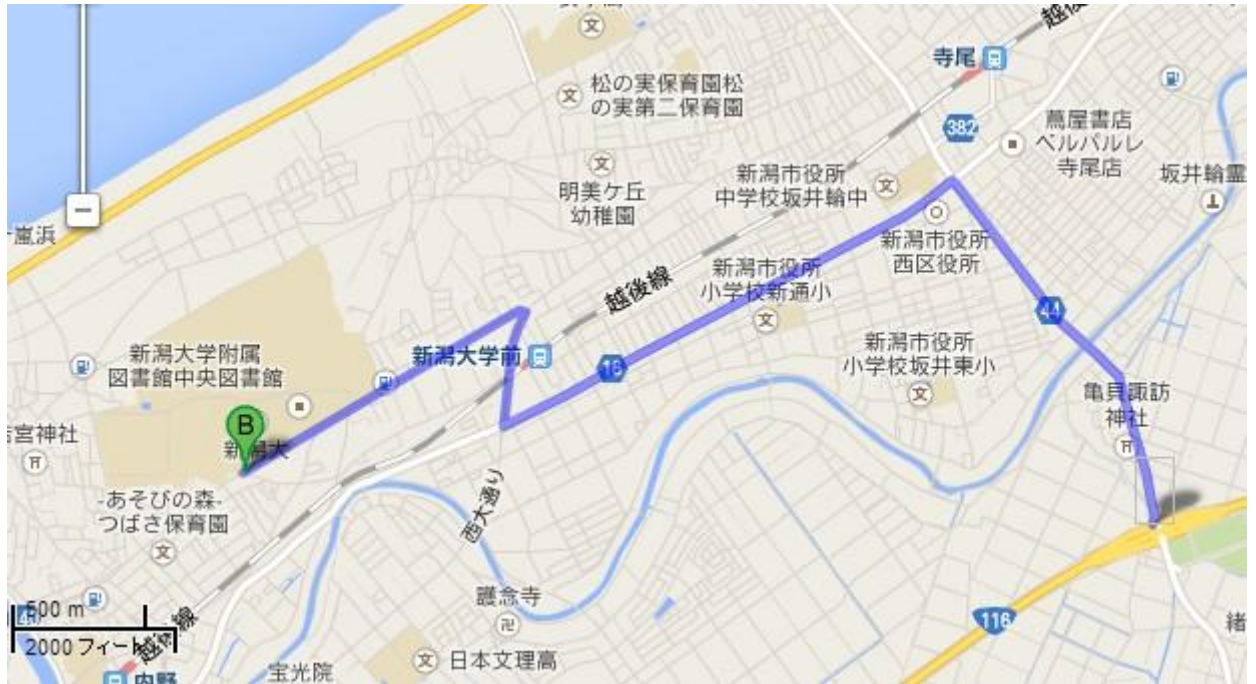 寺尾
越後
松の実保育園松
の実第二保育園
382
蔦屋書店
ベルパルレ
寺尾店
明美ケ丘
幼稚園
新潟市役所
中学校坂井輪中
坂井輪霊
嵐浜
新潟市役所
西区役所
越後線
新潟市役所
小学校新通小
44
新潟大学附属
図書館中央図書館
新潟大学前
16
新潟市役所
小学校坂井東小
亀貝諏訪
神社
B
宮神社
新潟大
-あそびの森-
つばさ保育園
西大通り
護念寺
116
緒
500 m
2000 フィート
越後線
日本文理高
宝光院
内野